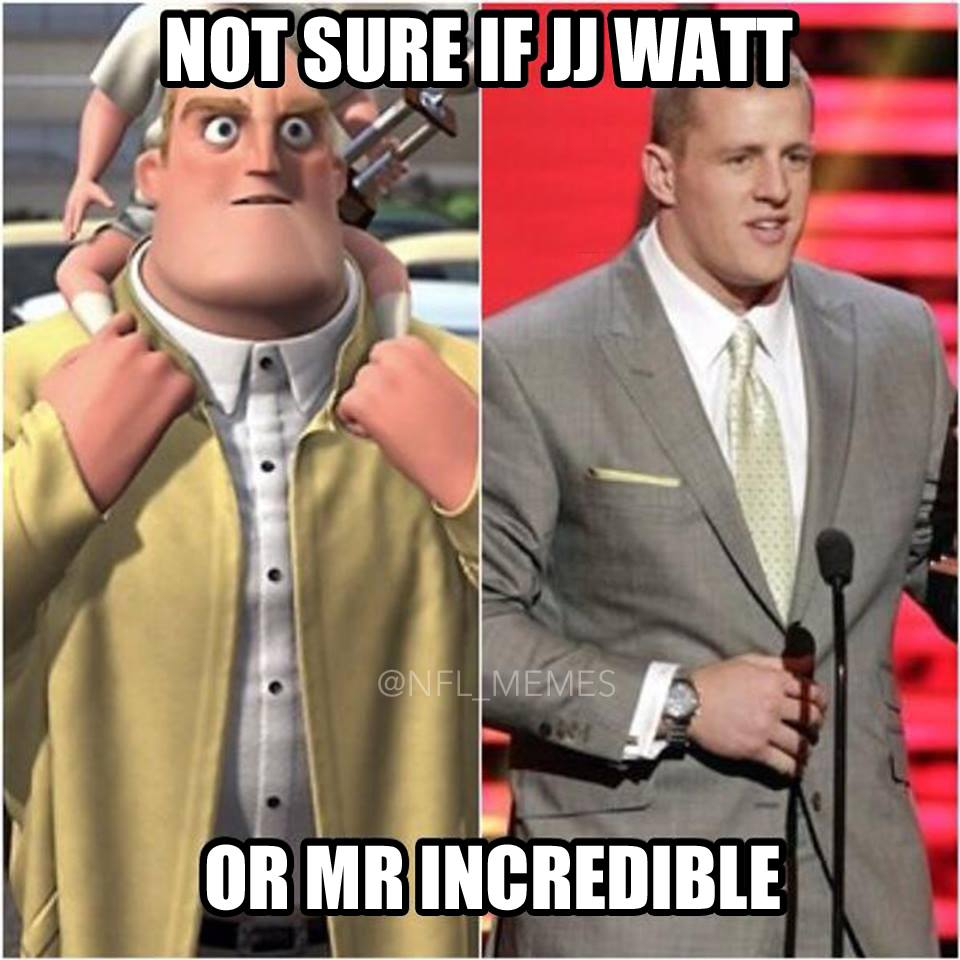 NOT SURE IF JJ WATT
@NFL_MEMES
OR MR INCREDIBLE